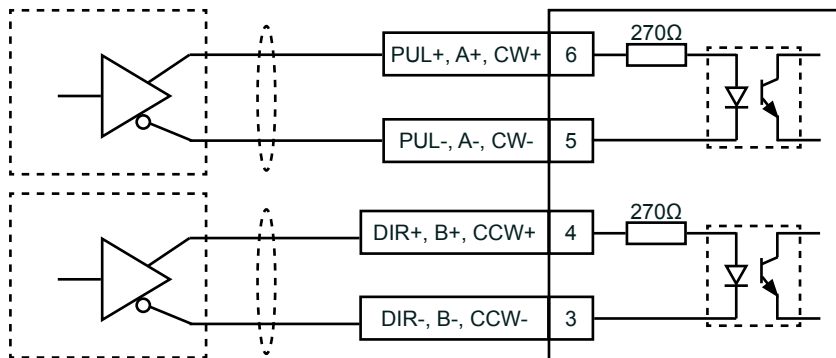 270Ω
PUL+, A+, CW+ 6
PUL-, A-, CW- 5
270Ω
DIR+, B+, CCW+ 4
DIR-, B-, CCW- 3